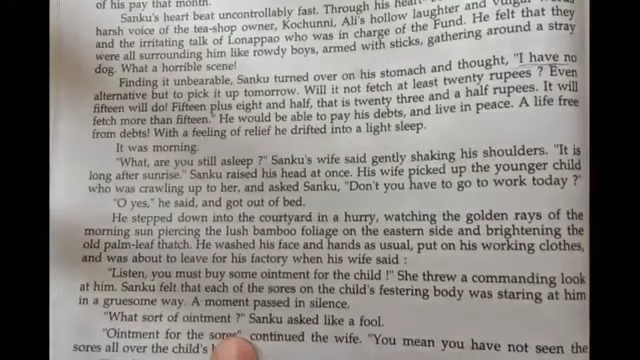 of his pay that month.
Sanku's heart beat uncontrollably fast. Through his heart
harsh voice of the tea-shop owner, Kochunni, Ali's hollow laughter and vulgar words
and the irritating talk of Lonappao who was in charge of the Fund. He felt that they
were all surrounding him like rowdy boys, armed with sticks, gathering around a stray
dog. What a horrible scene!
Finding it unbearable, Sanku turned over on his stomach and thought, "I have no
alternative but to pick it up tomorrow. Will it not fetch at least twenty rupees ? Even
fifteen will do! Fifteen plus eight and half, that is twenty three and a half rupees. It will
fetch more than fifteen." He would be able to pay his debts, and live in peace. A life free
from debts! With a feeling of relief he drifted into a light sleep.
It was morning.
"What, are you still asleep ?" Sanku's wife said gently shaking his shoulders. "It is
long after sunrise." Sanku raised his head at once. His wife picked up the younger child
who was crawling up to her, and asked Sanku, "Don't you have to go to work today ?"
"O yes," he said, and got out of bed.
He stepped down into the courtyard in a hurry, watching the golden rays of the
morning sun piercing the lush bamboo foliage on the eastern side and brightening the
old palm-leaf thatch. He washed his face and hands as usual, put on his working clothes,
and was about to leave for his factory when his wife said :
"Listen, you must buy some ointment for the child !" She threw a commanding look
at him. Sanku felt that each of the sores on the child's festering body was staring at him
in a gruesome way. A moment passed in silence.
"What sort of ointment ?" Sanku asked like a fool.
"Ointment for the sores", continued the wife. "You mean you have not seen the
sores all over the child's